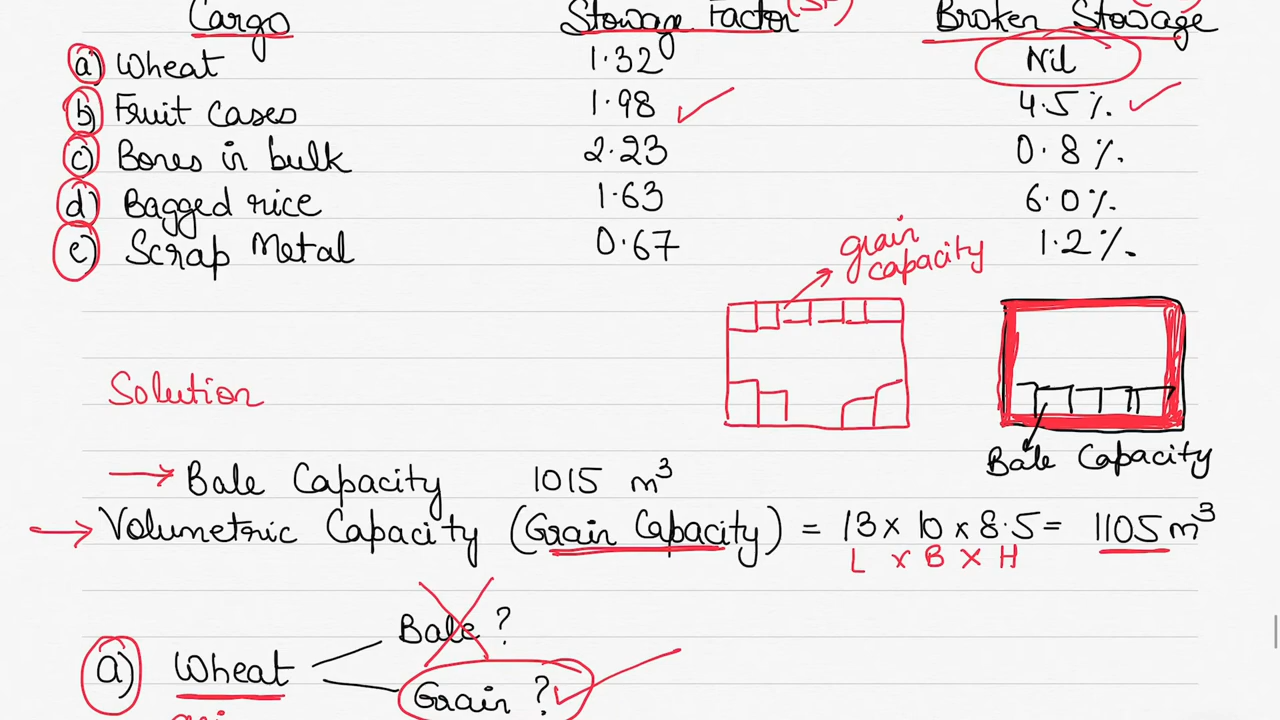 Cargo Stowage Factor (SF) Broken Stowage
a) Wheat 1.32 Nil
b) Fruit cases 1.98 4.5 %.
c) Bones in bulk 2.23 0.8 %.
d) Bagged rice 1.63 6.0 %.
e) Scrap Metal 0.67 1.2 %.
grain
capacity
Solution
Bale Capacity
Bale Capacity 1015 m³
Volumetric Capacity (Grain Capacity) = 13 x 10 x 8.5 = 1105 m³
L x B x H
Bale ?
a) Wheat
Grain ?